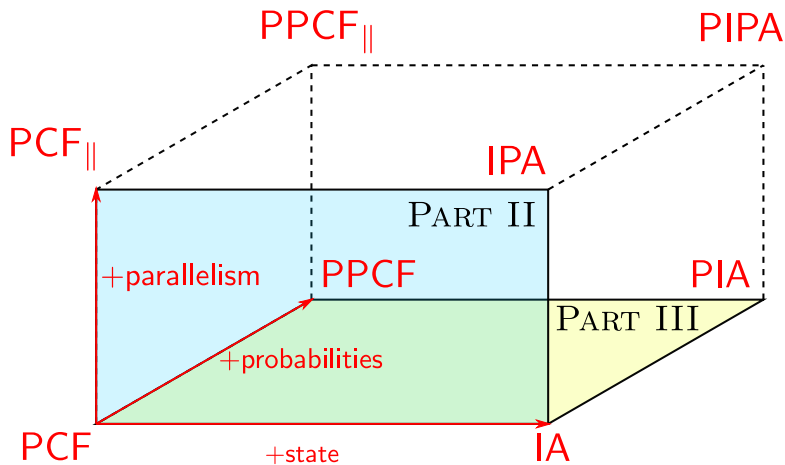 PPCF∥
PIPA
PCF∥
IPA
PART II
+parallelism
PPCF
PIA
PART III
+probabilities
PCF
+state
IA